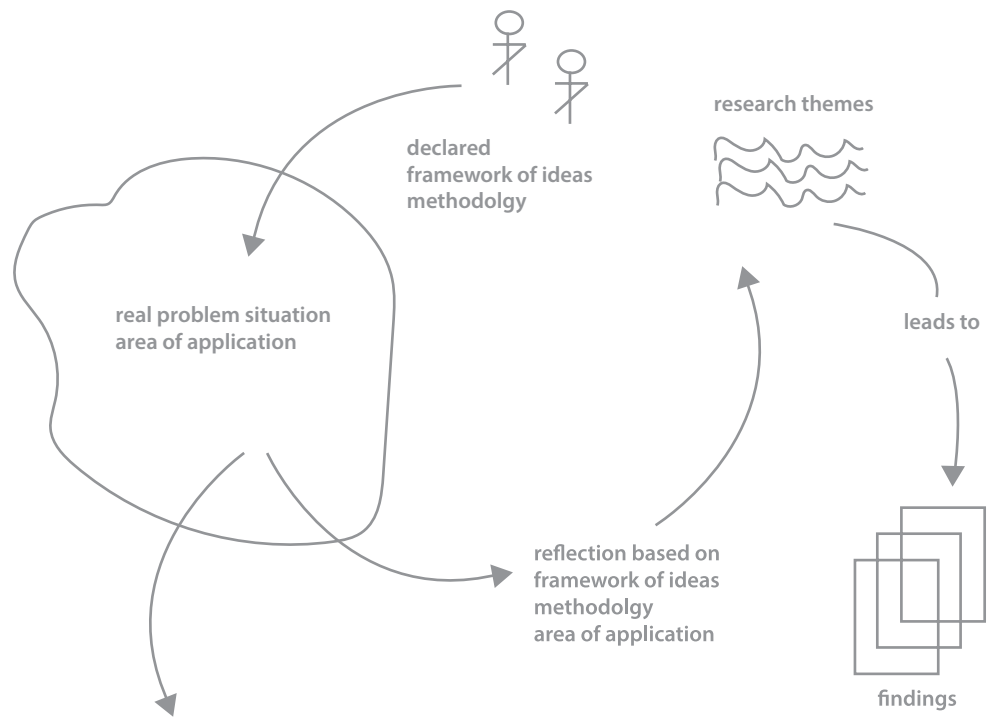 research themes
declared
framework of ideas
methodolgy
real problem situation
area of application
leads to
reflection based on
framework of ideas
methodolgy
area of application
findings